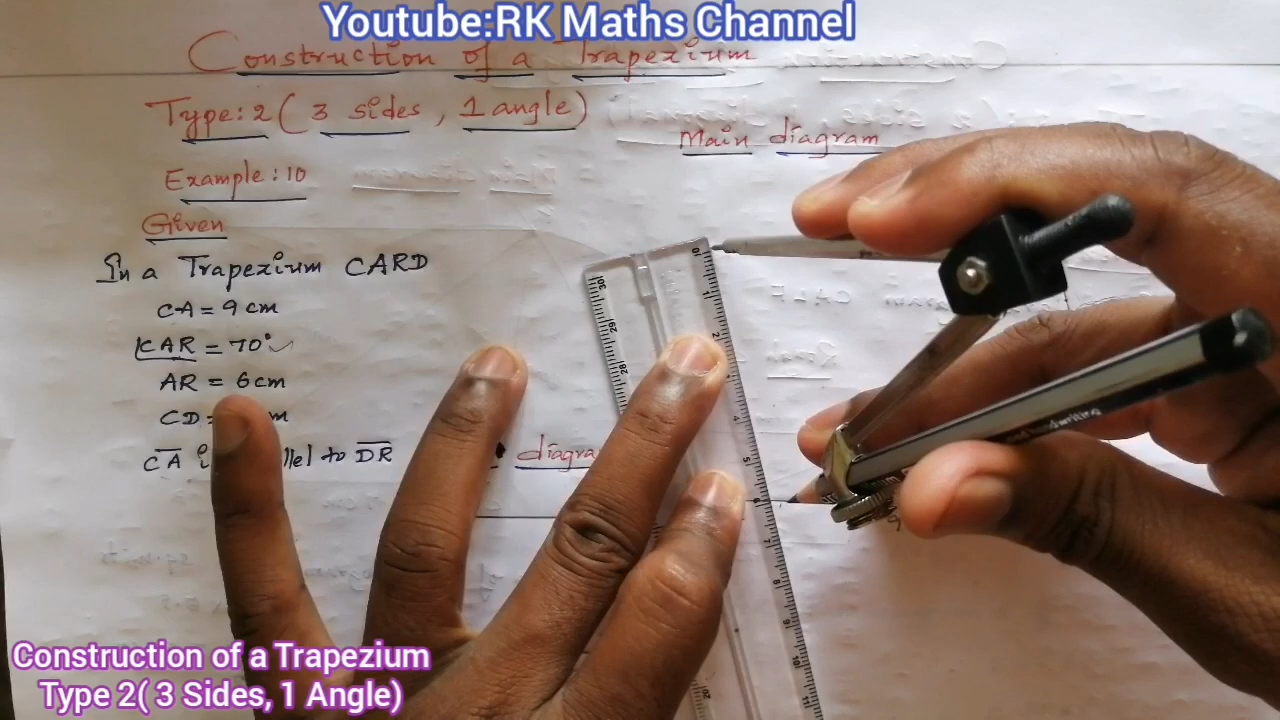 Youtube:RK Maths Channel
Construction of a Trapezium
Type: 2 ( 3 sides , 1 angle)
Main diagram
Example : 10
Given
In a Trapezium CARD
CA = 9 cm
∠CAR = 70°
AR = 6 cm
CD m
CA llel to DR
diagra
Construction of a Trapezium
Type 2( 3 Sides, 1 Angle)